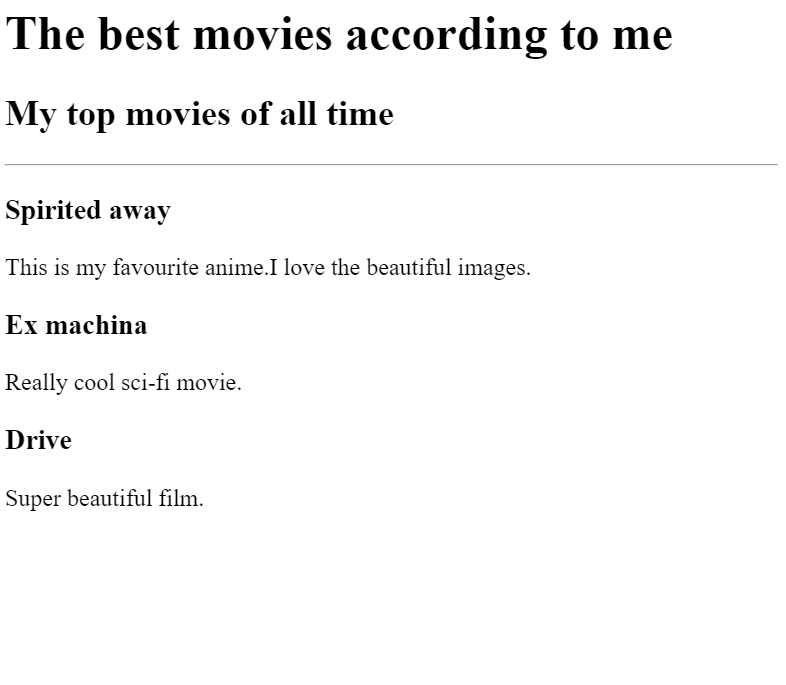 The best movies according to me
My top movies of all time
Spirited away
This is my favourite anime.I love the beautiful images.
Ex machina
Really cool sci-fi movie.
Drive
Super beautiful film.